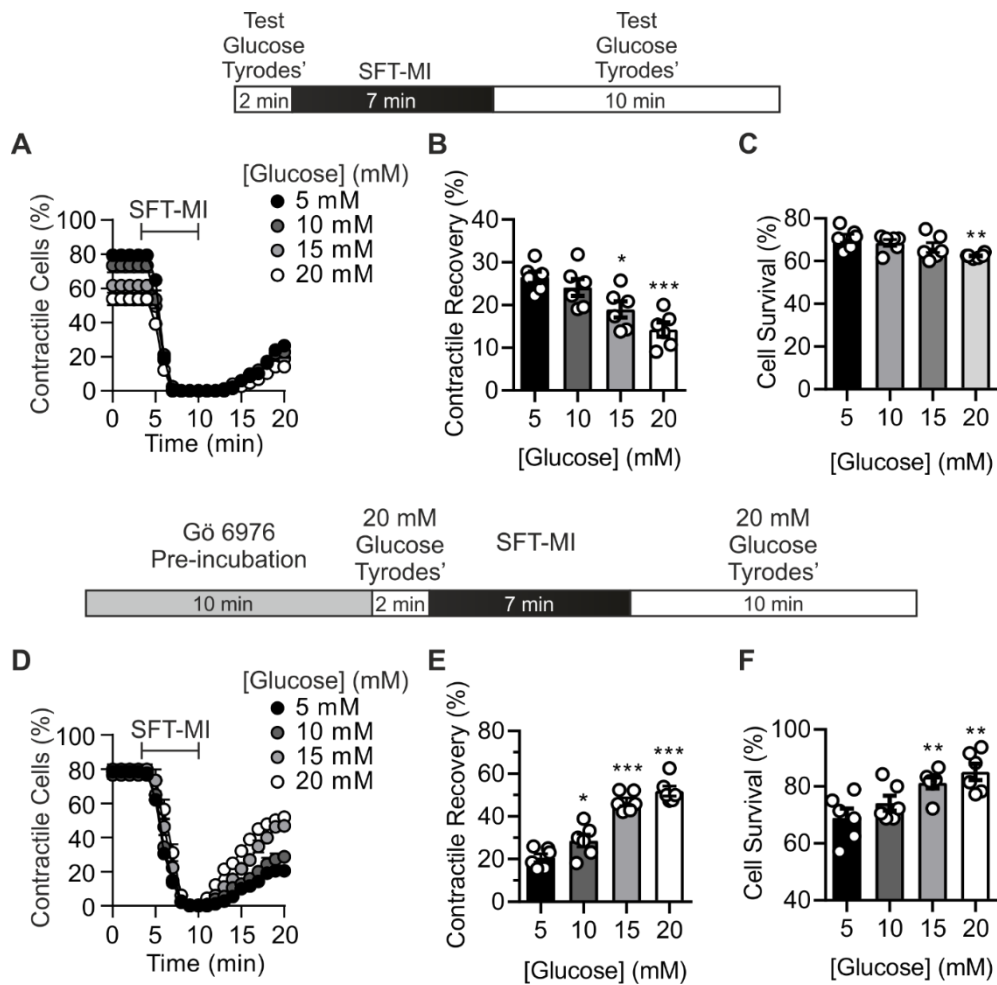 Test
Glucose
Tyrodes'
SFT-MI
Test
Glucose
Tyrodes'
2 min
7 min
10 min
A
[Glucose] (mM)
5 mM
10 mM
15 mM
20 mM
SFT-MI
Contractile Cells (%)
100
80
60
40
20
0
0 5 10 15 20
Time (min)
B
Contractile Recovery (%)
40
30
20
10
0
*
***
5 10 15 20
[Glucose] (mM)
C
Cell Survival (%)
80
60
40
20
0
**
5 10 15 20
[Glucose] (mM)
Gö 6976
Pre-incubation
20 mM
Glucose
Tyrodes'
SFT-MI
20 mM
Glucose
Tyrodes'
10 min
2 min
7 min
10 min
D
[Glucose] (mM)
5 mM
10 mM
15 mM
20 mM
SFT-MI
Contractile Cells (%)
100
80
60
40
20
0
0 5 10 15 20
Time (min)
E
Contractile Recovery (%)
80
60
40
20
0
*
***
***
5 10 15 20
[Glucose] (mM)
F
Cell Survival (%)
100
80
60
40
**
**
5 10 15 20
[Glucose] (mM)